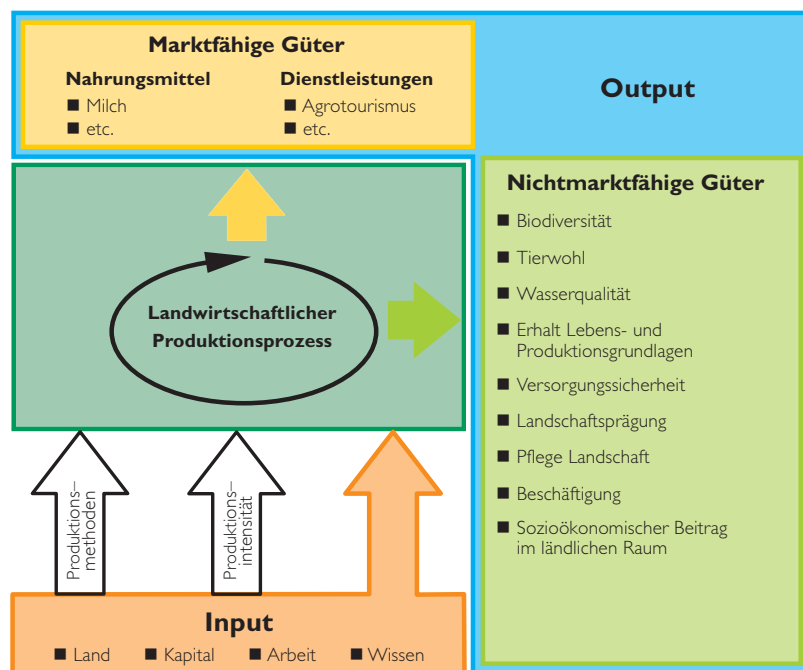 Marktfähige Güter
Nahrungsmittel
■ Milch
■ etc.
Dienstleistungen
■ Agrotourismus
■ etc.
Output
Nichtmarktfähige Güter
■ Biodiversität
■ Tierwohl
■ Wasserqualität
■ Erhalt Lebens- und
Produktionsgrundlagen
■ Versorgungssicherheit
■ Landschaftsprägung
■ Pflege Landschaft
■ Beschäftigung
■ Sozioökonomischer Beitrag
im ländlichen Raum
Landwirtschaftlicher
Produktionsprozess
Produktions–
methoden
Produktions–
intensität
Input
■ Land ■ Kapital ■ Arbeit ■ Wissen